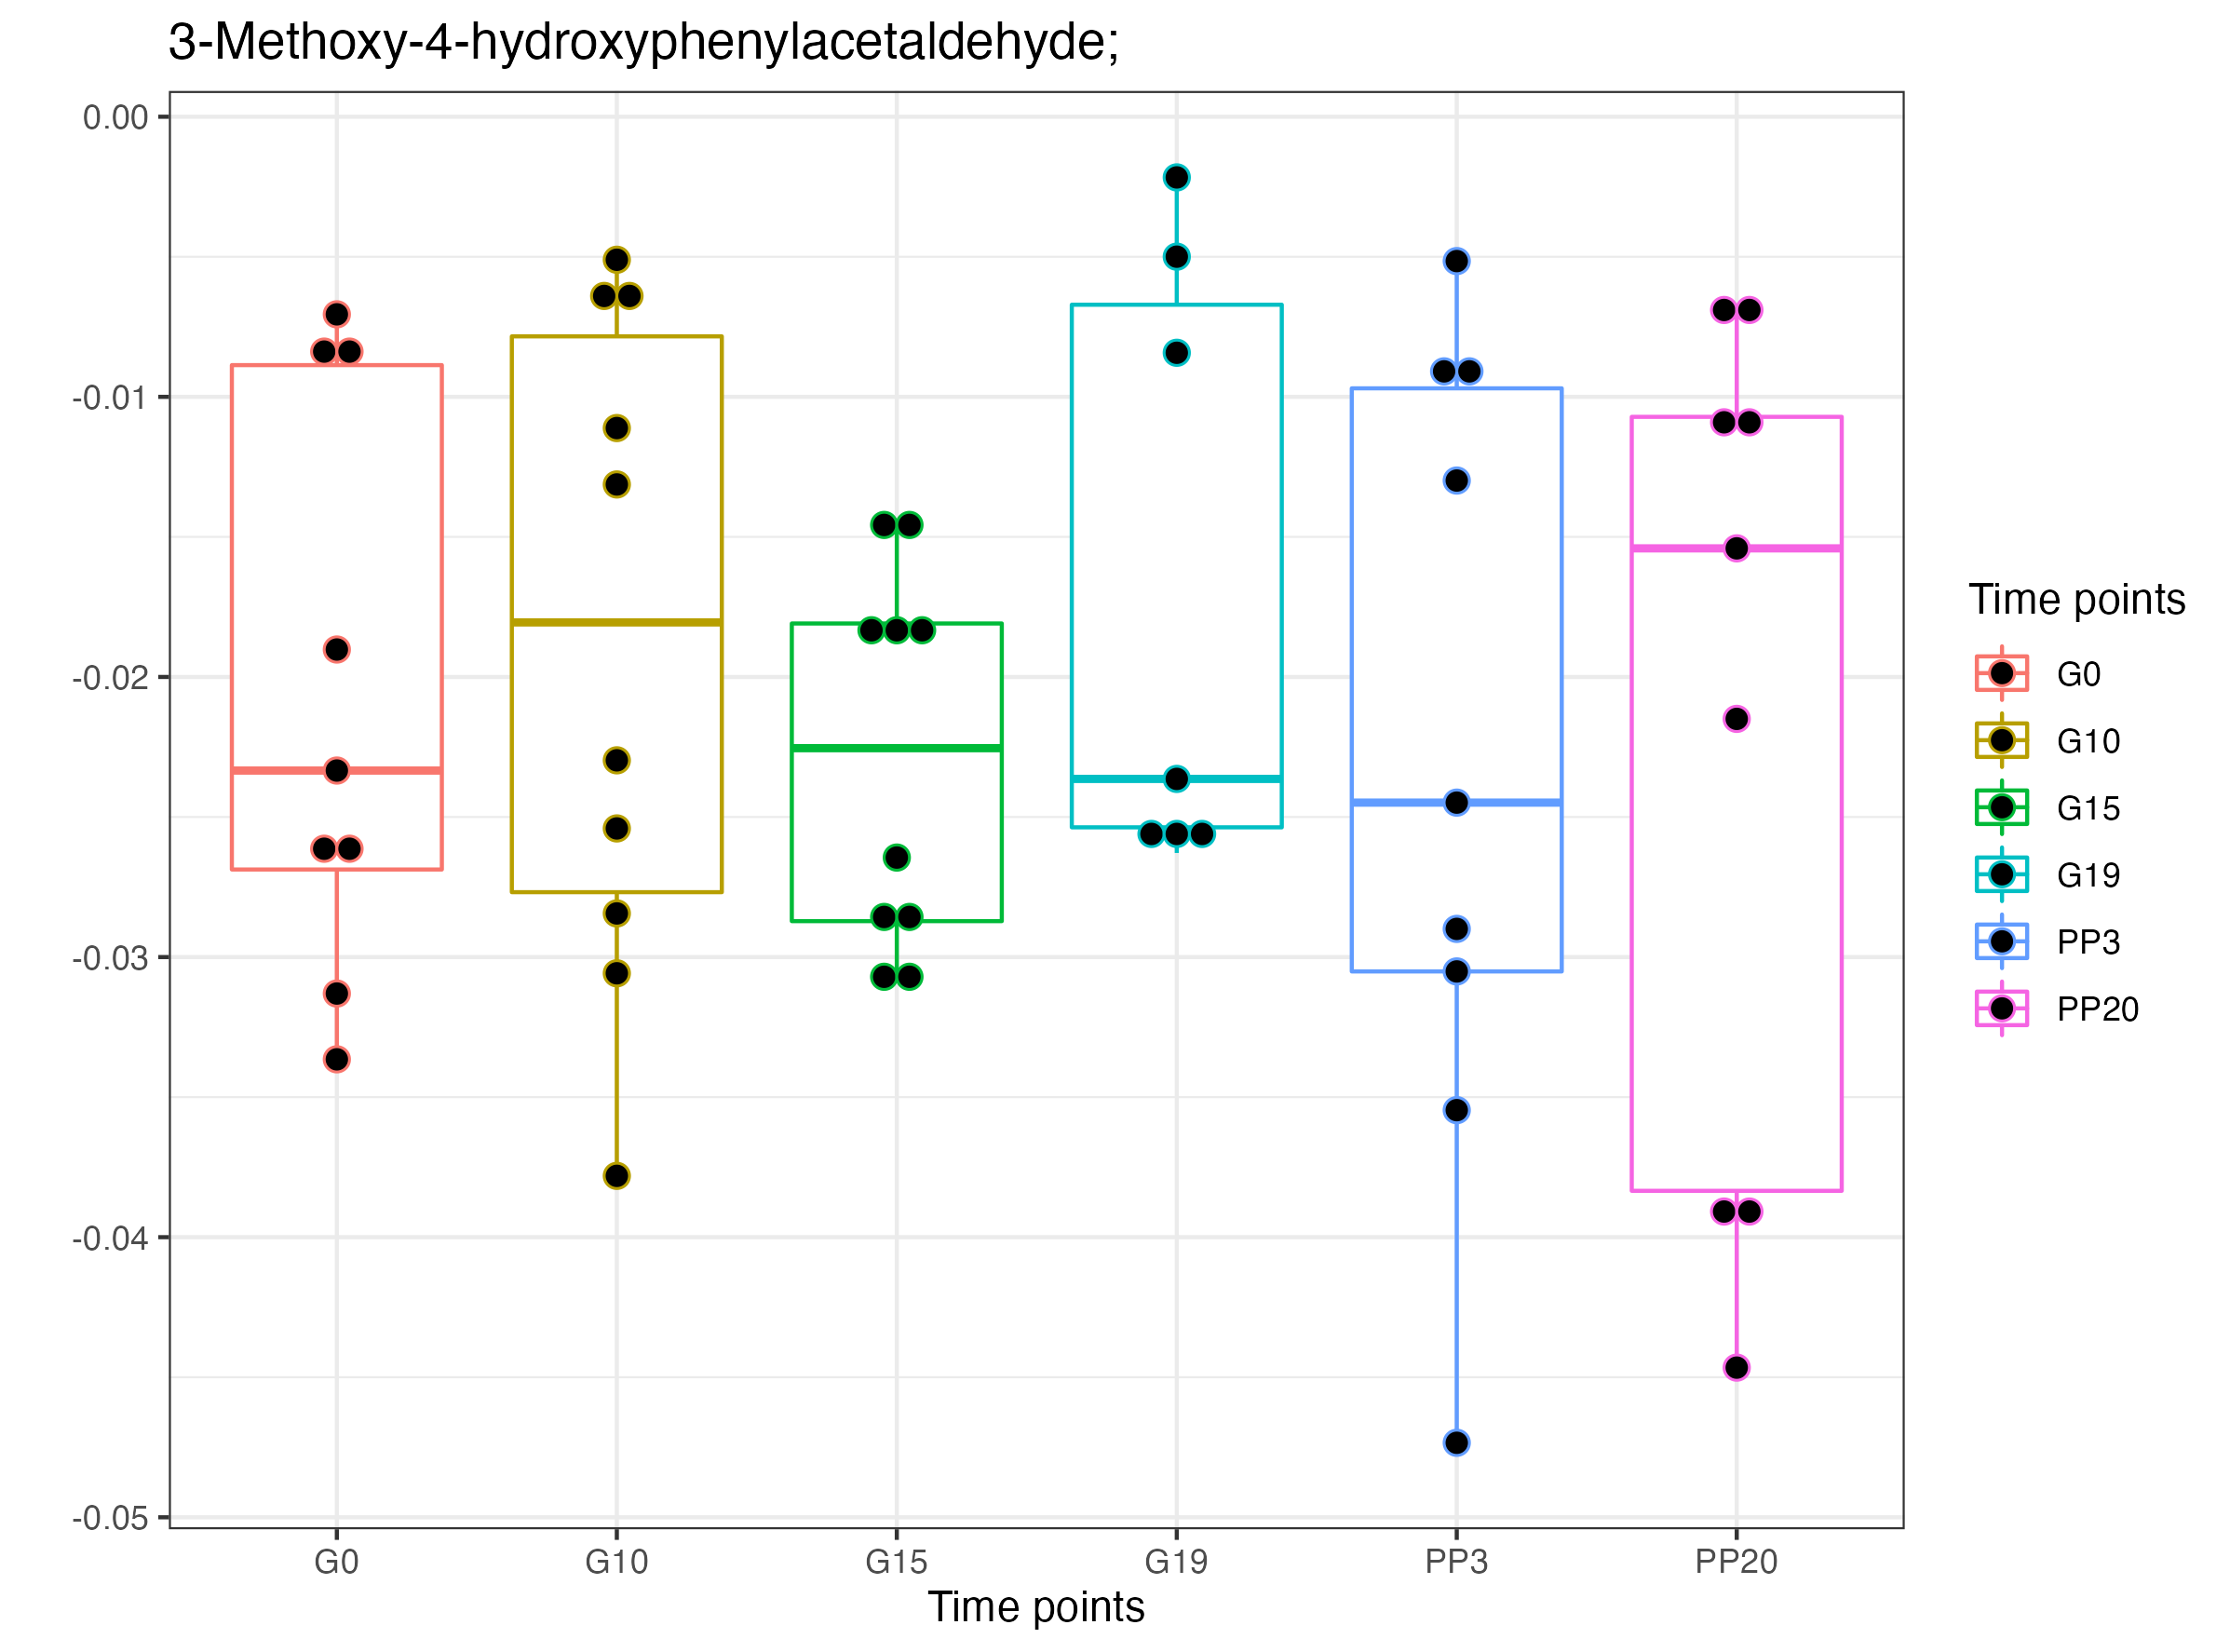 3-Methoxy-4-hydroxyphenylacetaldehyde;
0.00
-0.01
-0.02
-0.03
-0.04
-0.05
G0 G10 G15 G19 PP3 PP20
Time points
Time points
G0
G10
G15
G19
PP3
PP20